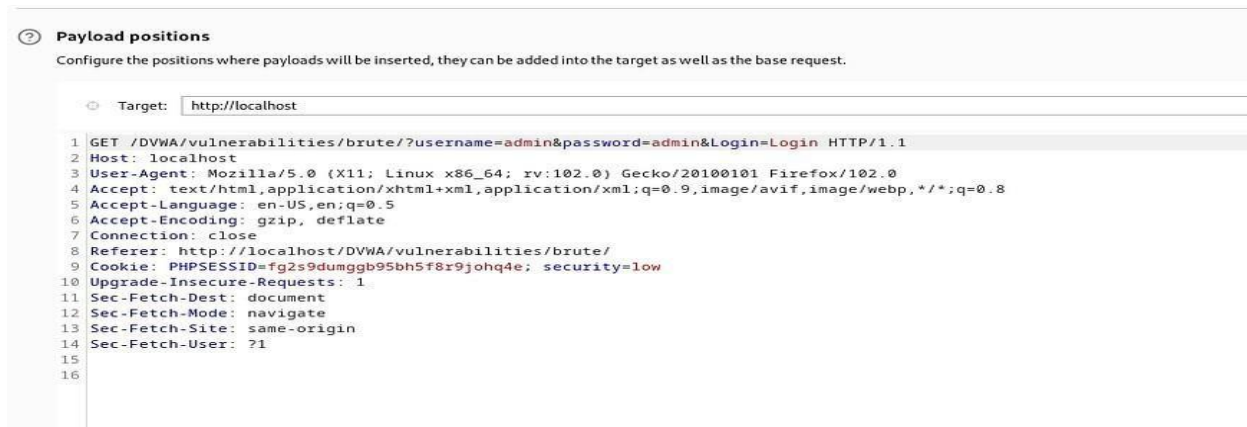 Payload positions
Configure the positions where payloads will be inserted, they can be added into the target as well as the base request.
Target: http://localhost
1 GET /DVWA/vulnerabilities/brute/?username=admin&password=admin&Login=Login HTTP/1.1
2 Host: localhost
3 User-Agent: Mozilla/5.0 (X11; Linux x86_64; rv:102.0) Gecko/20100101 Firefox/102.0
4 Accept: text/html,application/xhtml+xml,application/xml;q=0.9,image/avif,image/webp,*/*;q=0.8
5 Accept-Language: en-US,en;q=0.5
6 Accept-Encoding: gzip, deflate
7 Connection: close
8 Referer: http://localhost/DVWA/vulnerabilities/brute/
9 Cookie: PHPSESSID=fg2s9dumggb95bh5f8r9johq4e; security=low
10 Upgrade-Insecure-Requests: 1
11 Sec-Fetch-Dest: document
12 Sec-Fetch-Mode: navigate
13 Sec-Fetch-Site: same-origin
14 Sec-Fetch-User: ?1
15
16